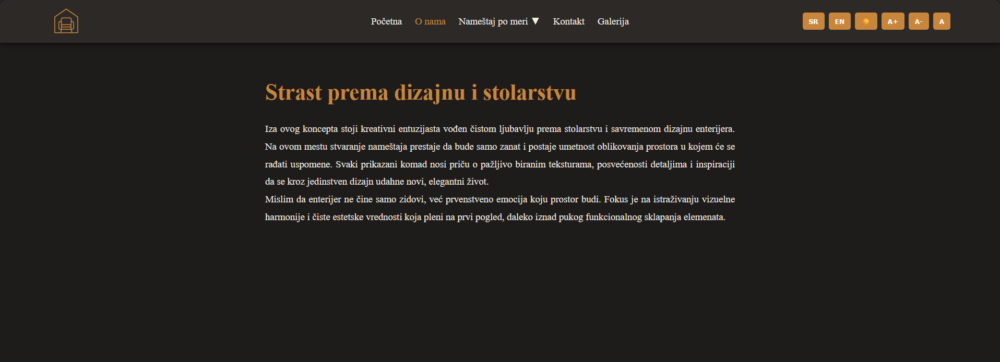 Početna O nama Nameštaj po meri ▼ Kontakt Galerija SR EN A+ A- A
Strast prema dizajnu i stolarstvu
Iza ovog koncepta stoji kreativni entuzijasta vođen čistom ljubavlju prema stolarstvu i savremenom dizajnu enterijera.
Na ovom mestu stvaranje nameštaja prestaje da bude samo zanat i postaje umetnost oblikovanja prostora u kojem će se
rađati uspomene. Svaki prikazani komad nosi priču o pažljivo biranim teksturama, posvećenosti detaljima i inspiraciji
da se kroz jedinstven dizajn udahne novi, elegantni život.
Mislim da enterijer ne čine samo zidovi, već prvenstveno emocija koju prostor budi. Fokus je na istraživanju vizuelne
harmonije i čiste estetske vrednosti koja pleni na prvi pogled, daleko iznad pukog funkcionalnog sklapanja elemenata.